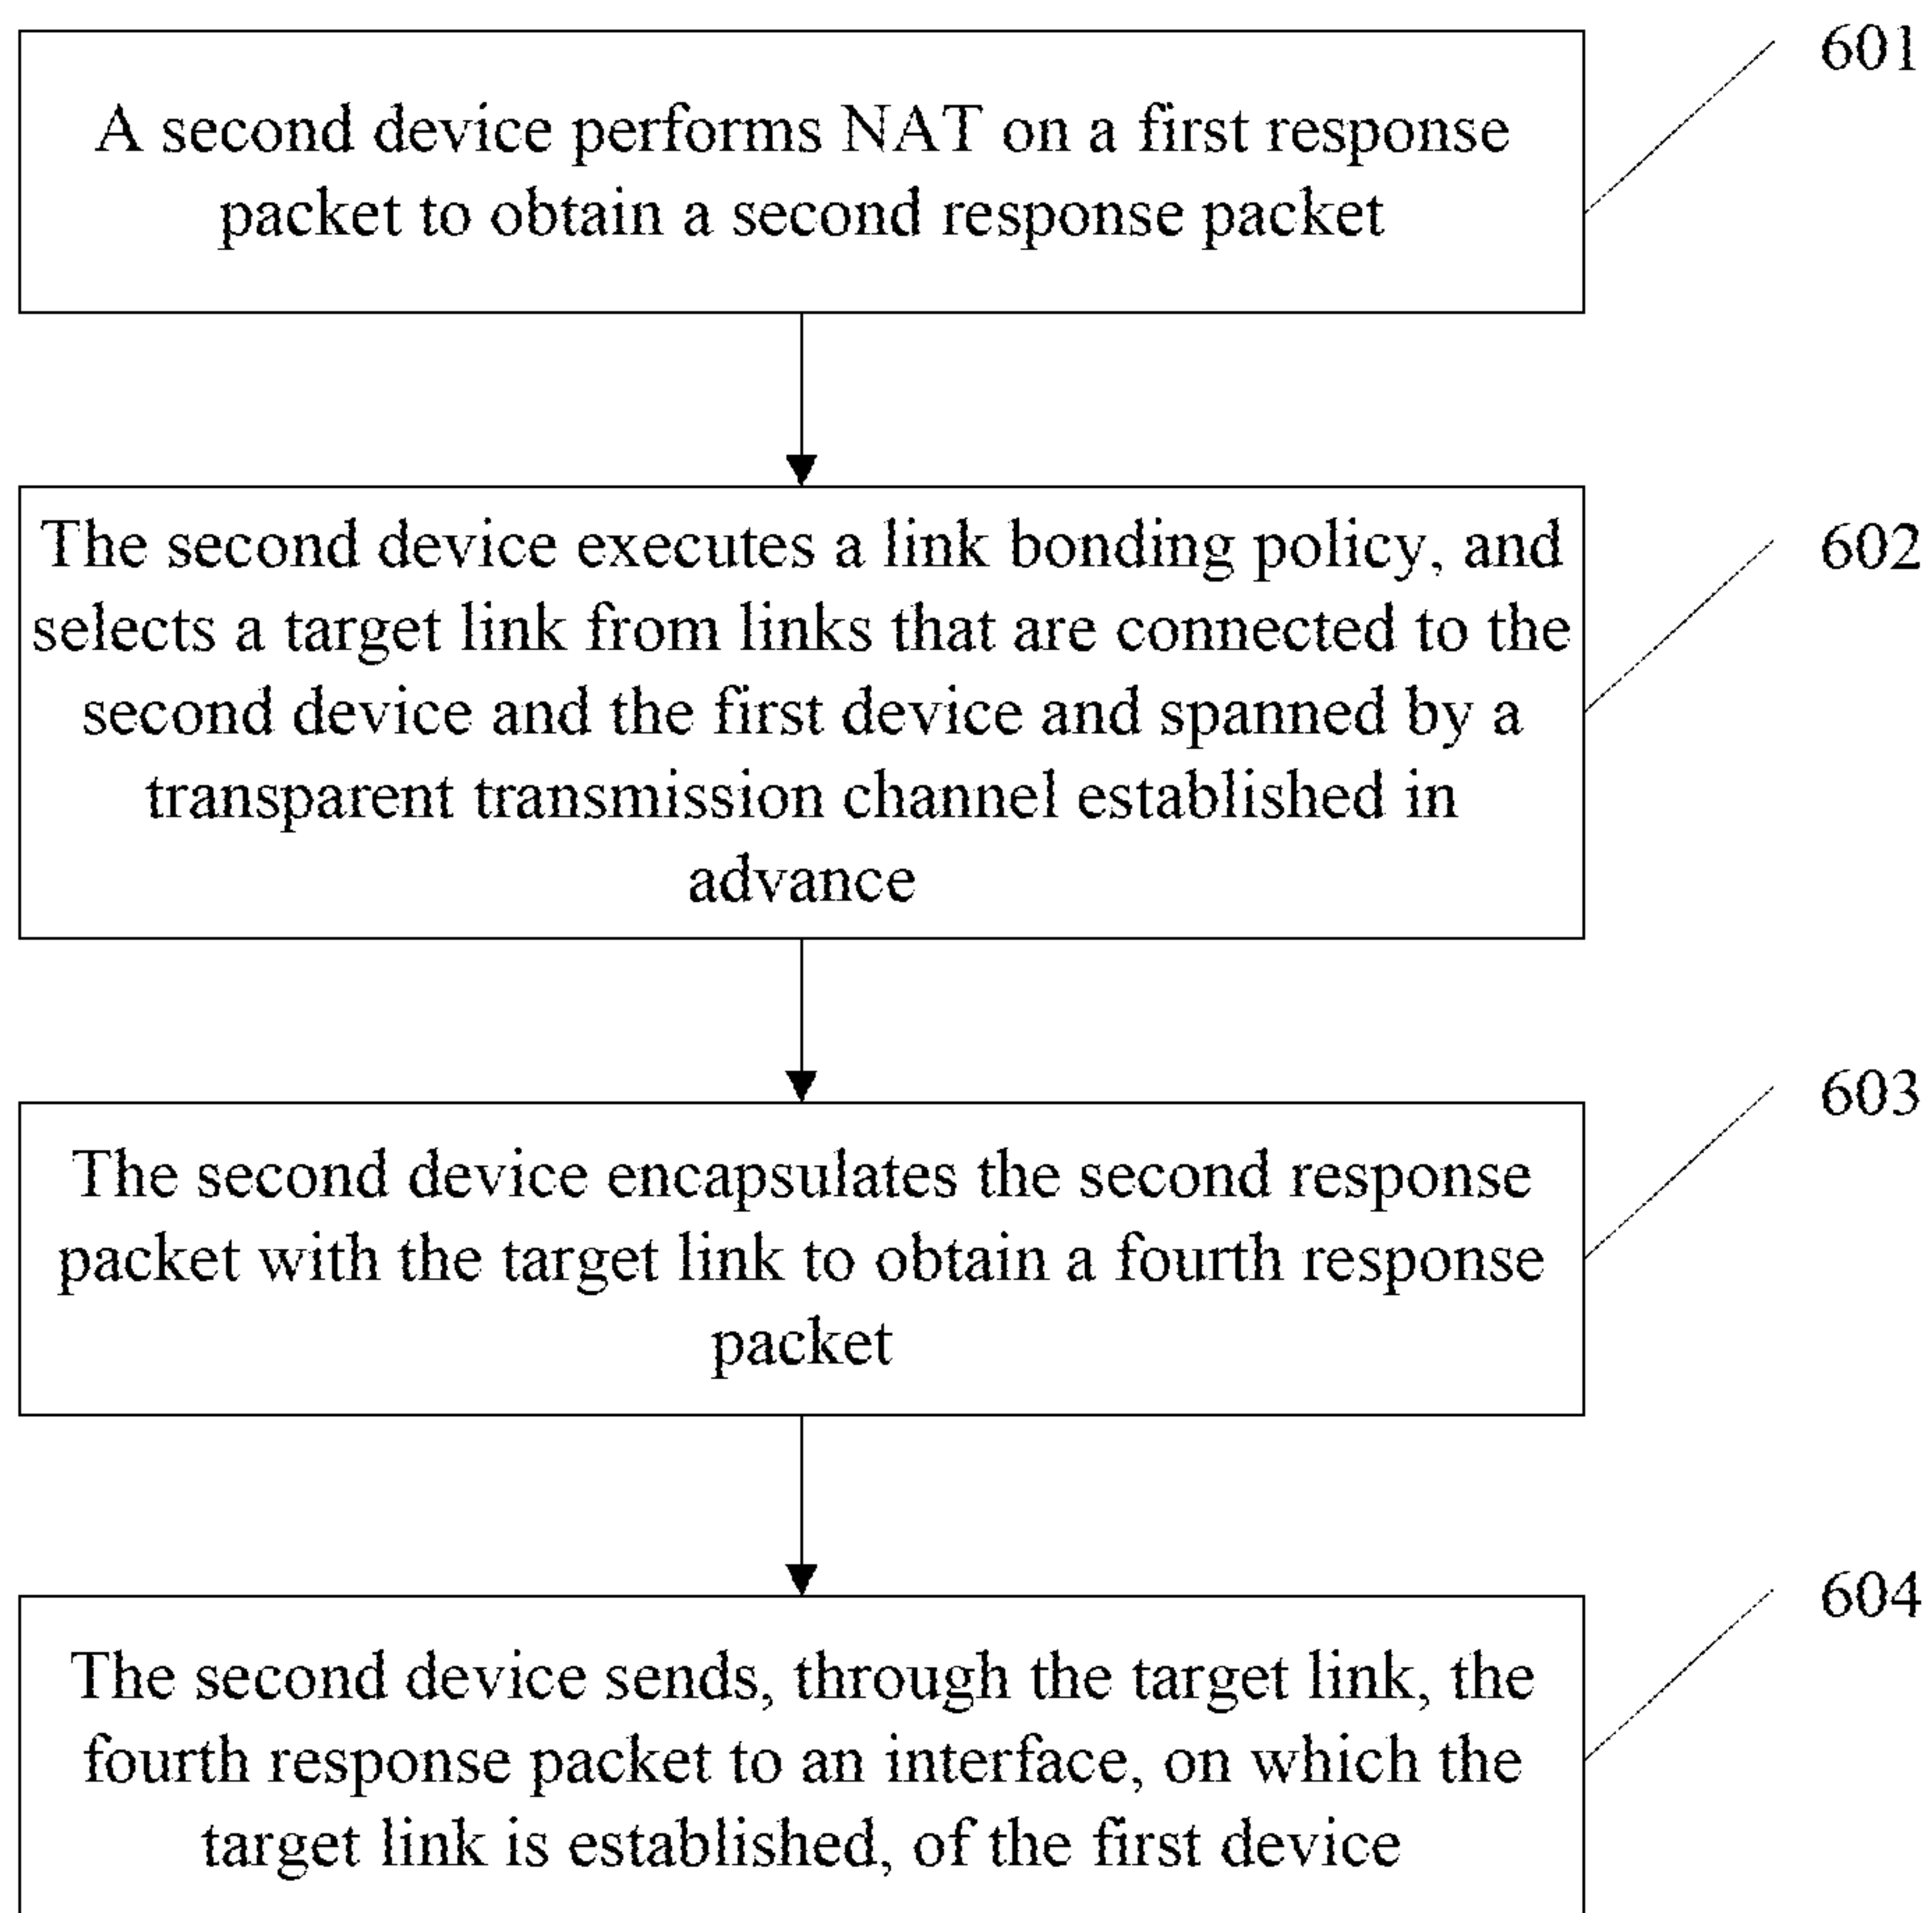 601
A second device performs NAT on a first response
packet to obtain a second response packet
602
The second device executes a link bonding policy, and
selects a target link from links that are connected to the
second device and the first device and spanned by a
transparent transmission channel established in
advance
603
The second device encapsulates the second response
packet with the target link to obtain a fourth response
packet
604
The second device sends, through the target link, the
fourth response packet to an interface, on which the
target link is established, of the first device